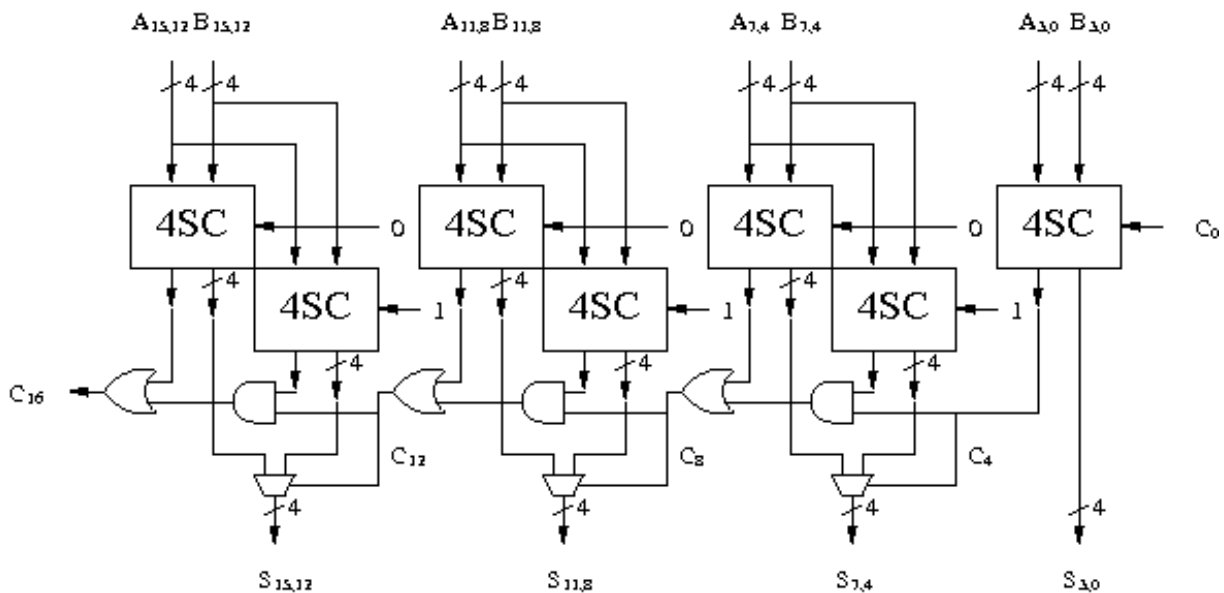 A15,12 B15,12 A11,8 B11,8 A7,4 B7,4 A3,0 B3,0
4 4 4 4 4 4 4 4
4SC 0 4SC 0 4SC 0 4SC C0
4 4 4
4SC 1 4SC 1 4SC 1
4 4 4
C16
C12 C8 C4
4 4 4 4
S15,12 S11,8 S7,4 S3,0